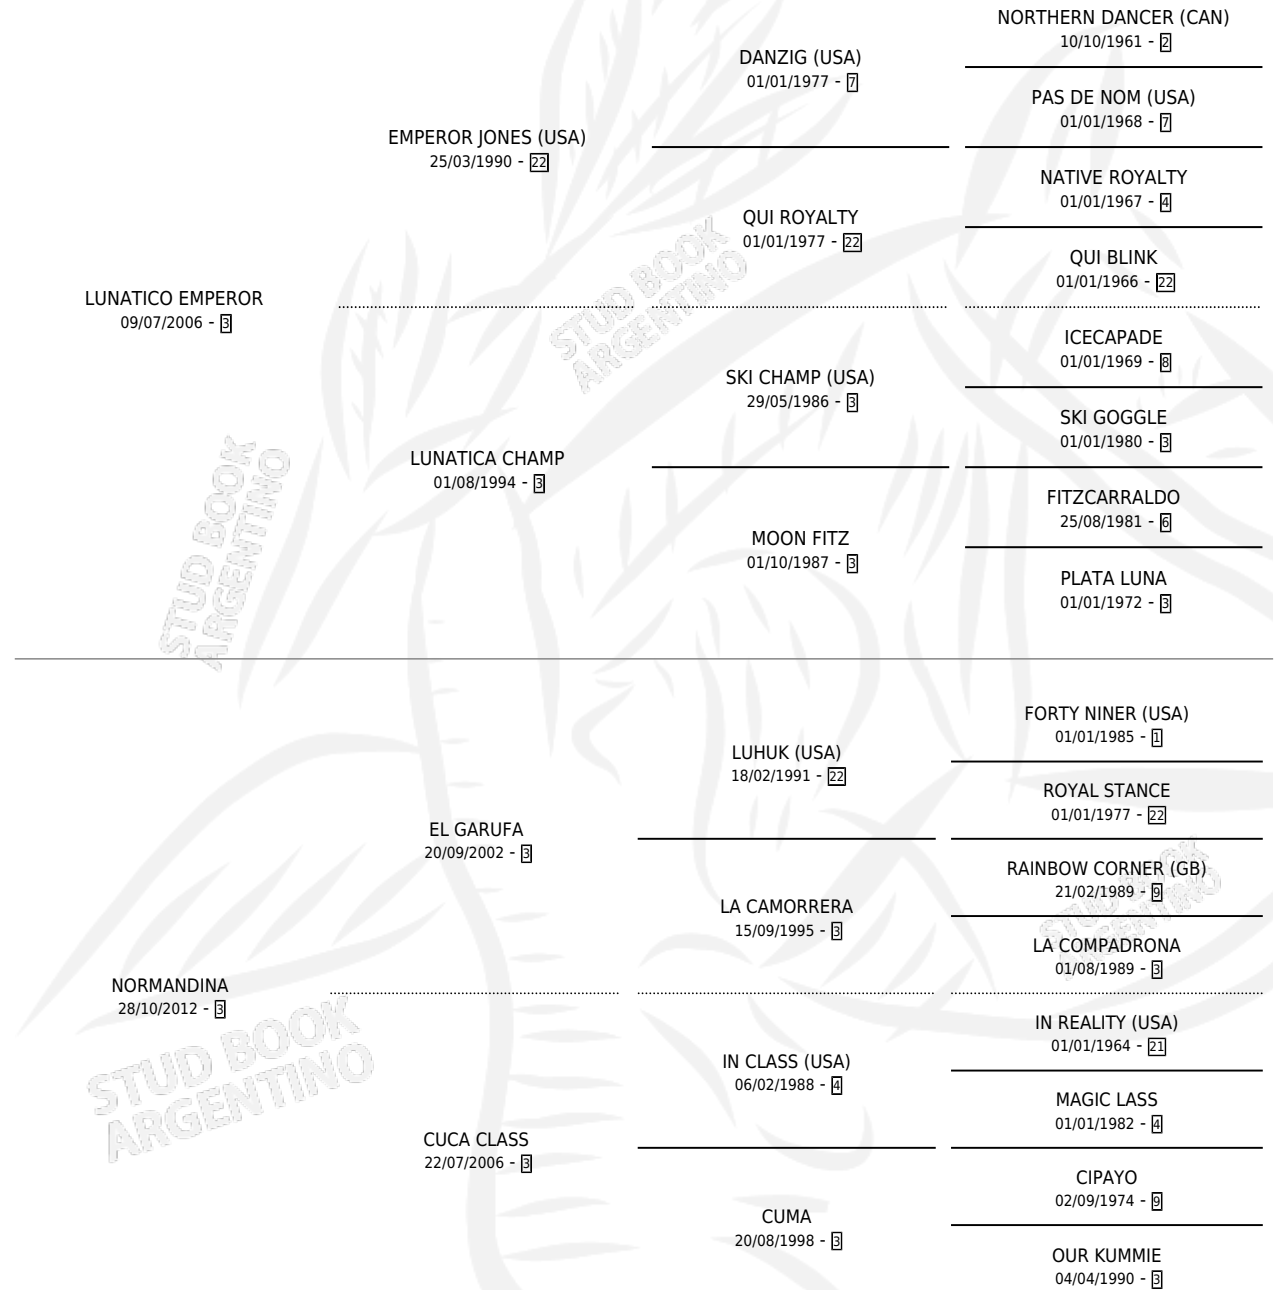 NORTHERN DANCER (CAN)
10/10/1961 - 2
DANZIG (USA)
01/01/1977 - 7
PAS DE NOM (USA)
01/01/1968 - 7
EMPEROR JONES (USA)
25/03/1990 - 22
NATIVE ROYALTY
01/01/1967 - 4
QUI ROYALTY
01/01/1977 - 22
QUI BLINK
01/01/1966 - 22
LUNATICO EMPEROR
09/07/2006 - 3
STUD BOOK
ARGENTINO
ICECAPADE
01/01/1969 - 8
SKI CHAMP (USA)
29/05/1986 - 3
SKI GOGGLE
01/01/1980 - 3
LUNATICA CHAMP
01/08/1994 - 3
FITZCARRALDO
25/08/1981 - 6
MOON FITZ
01/10/1987 - 3
PLATA LUNA
01/01/1972 - 3
STUD BOOK
ARGENTINO
FORTY NINER (USA)
01/01/1985 - 1
LUHUK (USA)
18/02/1991 - 22
ROYAL STANCE
01/01/1977 - 22
EL GARUFA
20/09/2002 - 3
RAINBOW CORNER (GB)
21/02/1989 - 9
STUD BOOK
ARGENTINO
LA CAMORRERA
15/09/1995 - 3
LA COMPADRONA
01/08/1989 - 3
NORMANDINA
28/10/2012 - 3
STUD BOOK
ARGENTINO
IN REALITY (USA)
01/01/1964 - 21
IN CLASS (USA)
06/02/1988 - 4
MAGIC LASS
01/01/1982 - 4
CUCA CLASS
22/07/2006 - 3
CIPAYO
02/09/1974 - 9
CUMA
20/08/1998 - 3
OUR KUMMIE
04/04/1990 - 3